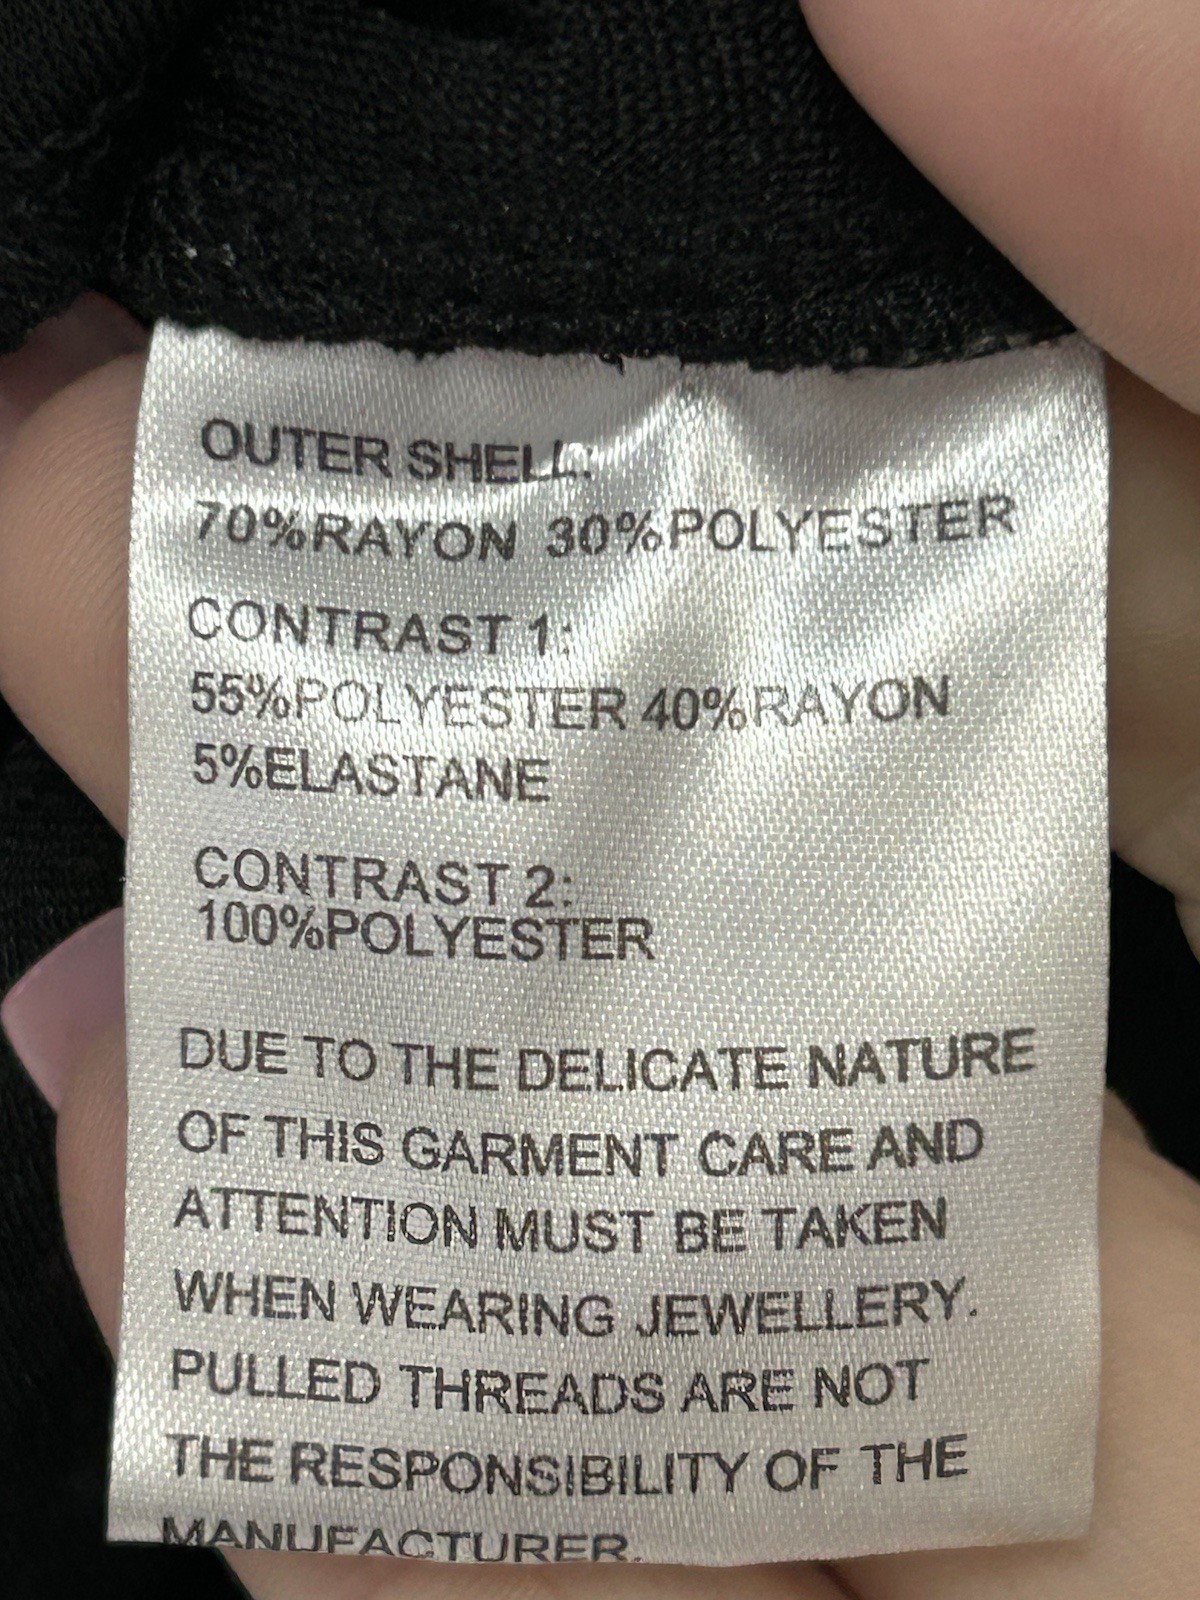 OUTER SHELL:
70%RAYON 30%POLYESTER
CONTRAST 1:
55%POLYESTER 40%RAYON
5%ELASTANE
CONTRAST 2:
100%POLYESTER
DUE TO THE DELICATE NATURE
OF THIS GARMENT CARE AND
ATTENTION MUST BE TAKEN
WHEN WEARING JEWELLERY.
PULLED THREADS ARE NOT
THE RESPONSIBILITY OF THE
MANUFACTURER.